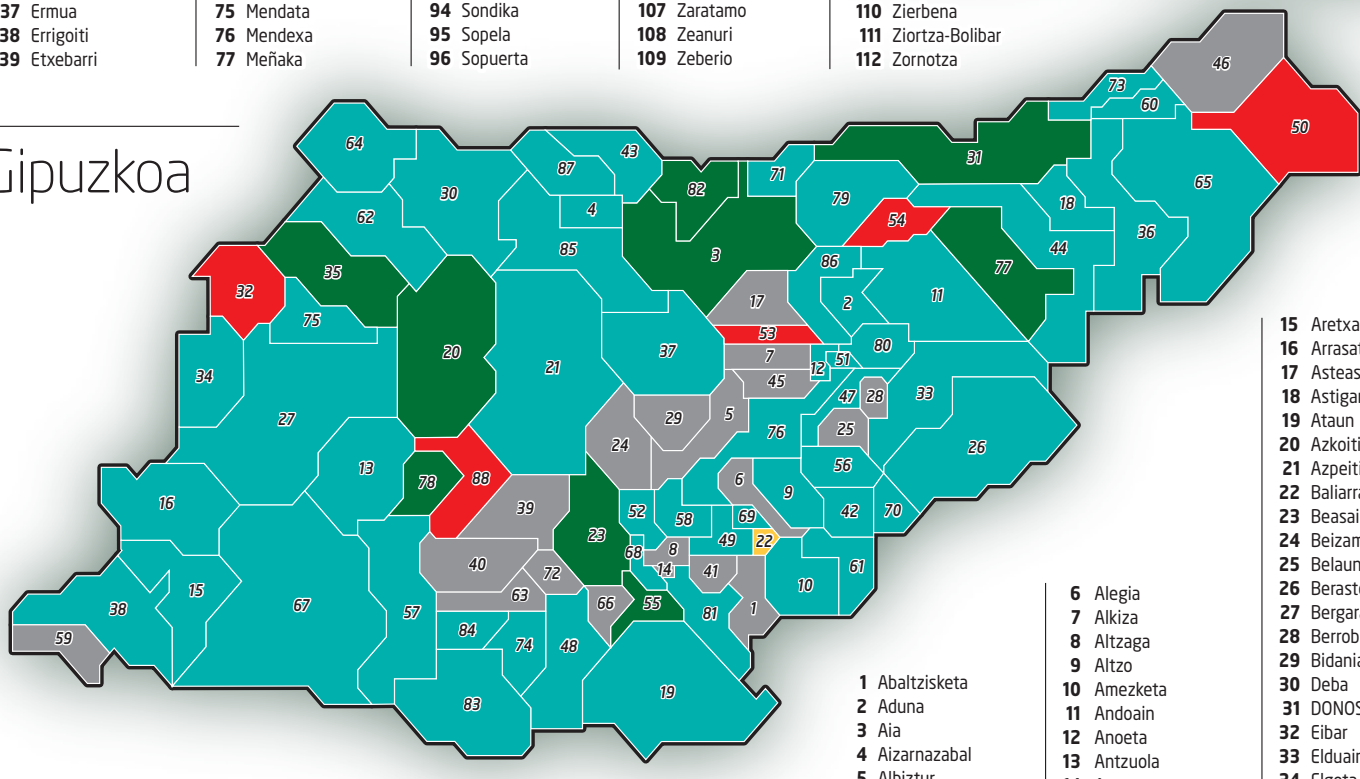 37 Ermua
38 Errigoiti
39 Etxebarri
75 Mendata
76 Mendexa
77 Meñaka
94 Sondika
95 Sopela
96 Sopuerta
107 Zaratamo
108 Zeanuri
109 Zeberio
110 Zierbena
111 Ziortza-Bolibar
112 Zornotza
Gipuzkoa
46
73
60
50
64
43
87
82
71
31
30
79
65
18
4
62
54
36
3
44
85
86
77
35
32
17
2
11
75
53
20
37
7
51
80
21
12
45
34
47
28
33
27
29
5
24
76
25
26
13
56
78
88
6
9
16
39
52
58
69
42
70
23
22
49
68
8
40
72
14
41
61
15
63
10
67
66
55
38
57
1
81
59
84
74
48
19
83
1 Abaltzisketa
2 Aduna
3 Aia
4 Aizarnazabal
5 Albiztur
6 Alegia
7 Alkiza
8 Altzaga
9 Altzo
10 Amezketa
11 Andoain
12 Anoeta
13 Antzuola
15 Aretxa
16 Arrasat
17 Asteas
18 Astigar
19 Ataun
20 Azkoiti
21 Azpeiti
22 Baliarra
23 Beasai
24 Beizam
25 Belaun
26 Beraste
27 Bergar
28 Berrob
29 Bidania
30 Deba
31 DONOS
32 Eibar
33 Elduain